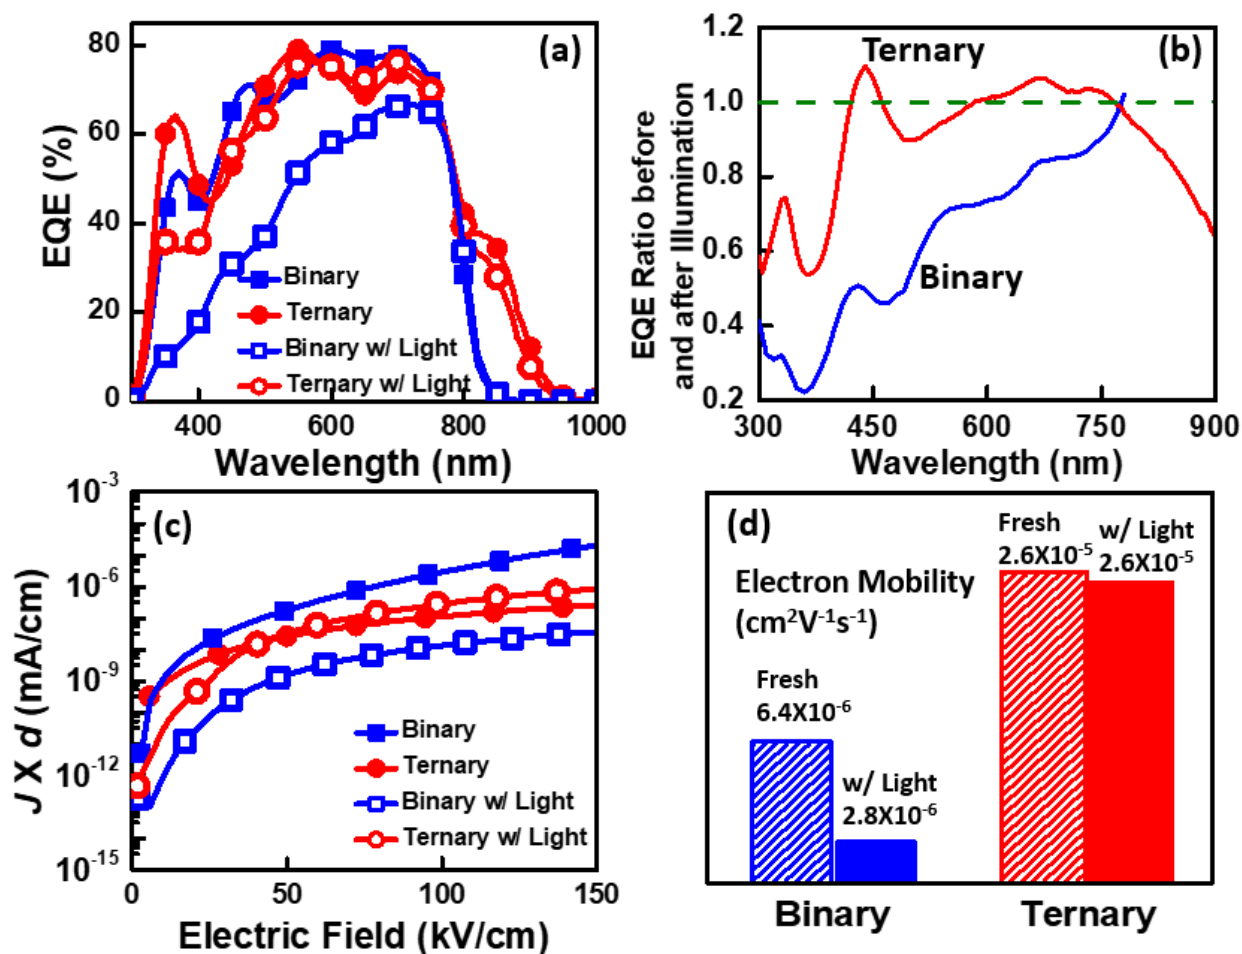 (a)
80
60
40
20
0
EQE (%)
Binary
Ternary
Binary w/ Light
Ternary w/ Light
400
600
800
1000
Wavelength (nm)
(b)
Ternary
Binary
1.2
1.0
0.8
0.6
0.4
0.2
EQE Ratio before
and after Illumination
300
450
600
750
900
Wavelength (nm)
(c)
10⁻³
10⁻⁶
10⁻⁹
10⁻¹²
10⁻¹⁵
J X d (mA/cm)
Binary
Ternary
Binary w/ Light
Ternary w/ Light
0
50
100
150
Electric Field (kV/cm)
(d)
Electron Mobility
(cm²V⁻¹s⁻¹)
Fresh
6.4X10⁻⁶
w/ Light
2.8X10⁻⁶
Fresh
2.6X10⁻⁵
w/ Light
2.6X10⁻⁵
Binary
Ternary